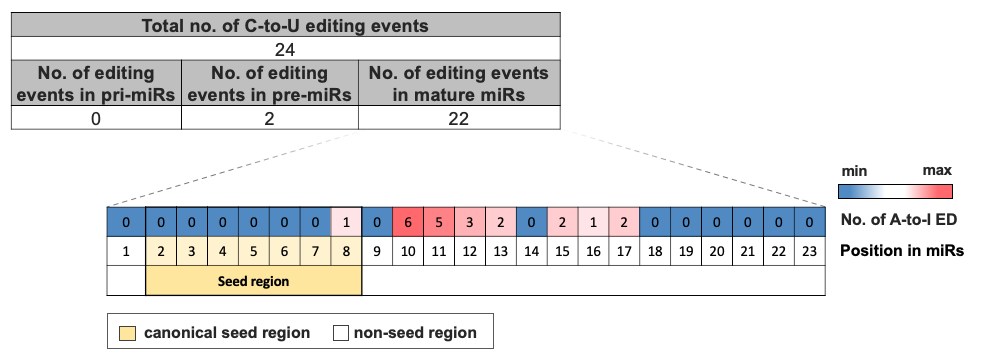 Total no. of C-to-U editing events
24
No. of editing events in pri-miRs No. of editing events in pre-miRs No. of editing events in mature miRs
0 2 22
min max
0 0 0 0 0 0 0 1 0 6 5 3 2 0 2 1 2 0 0 0 0 0 0 No. of A-to-I ED
1 2 3 4 5 6 7 8 9 10 11 12 13 14 15 16 17 18 19 20 21 22 23 Position in miRs
Seed region
canonical seed region non-seed region